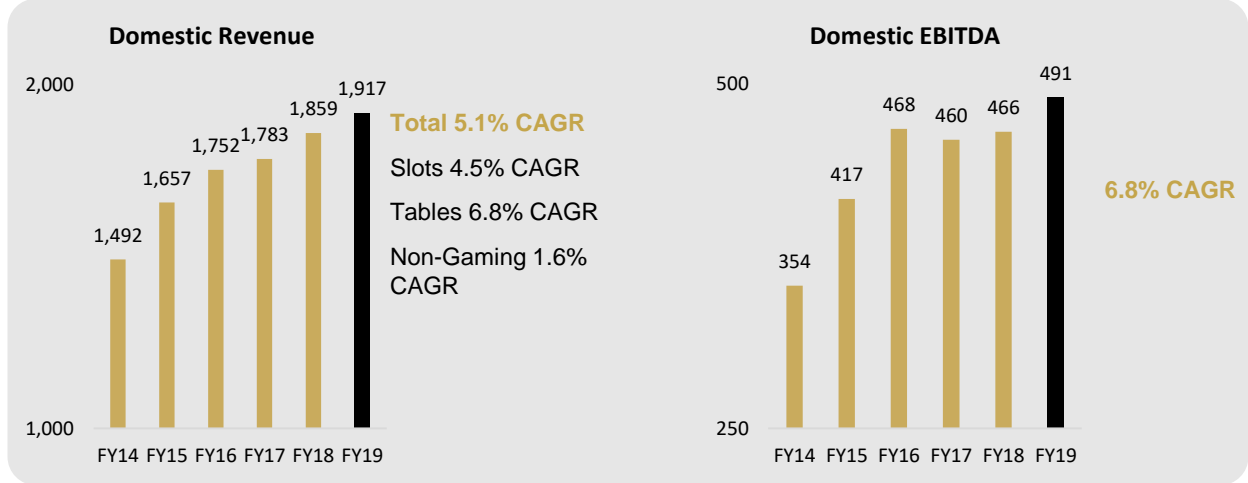 Domestic Revenue
2,000
1,000
1,492
1,657
1,752
1,783
1,859
1,917
FY14 FY15 FY16 FY17 FY18 FY19
Total 5.1% CAGR
Slots 4.5% CAGR
Tables 6.8% CAGR
Non-Gaming 1.6%
CAGR
Domestic EBITDA
500
250
354
417
468
460
466
491
FY14 FY15 FY16 FY17 FY18 FY19
6.8% CAGR